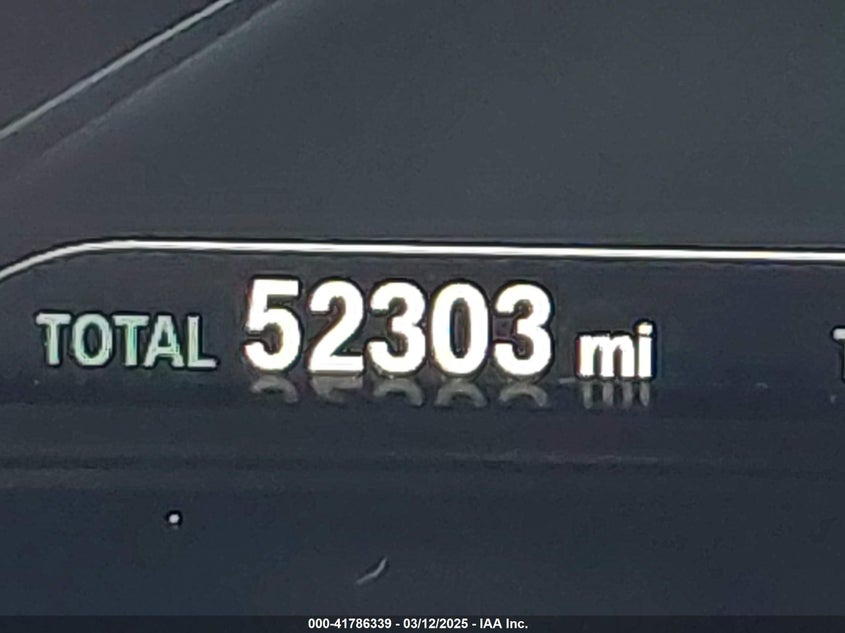 TOTAL 52303 mi
000-41786339 - 03/12/2025 - IAA Inc.